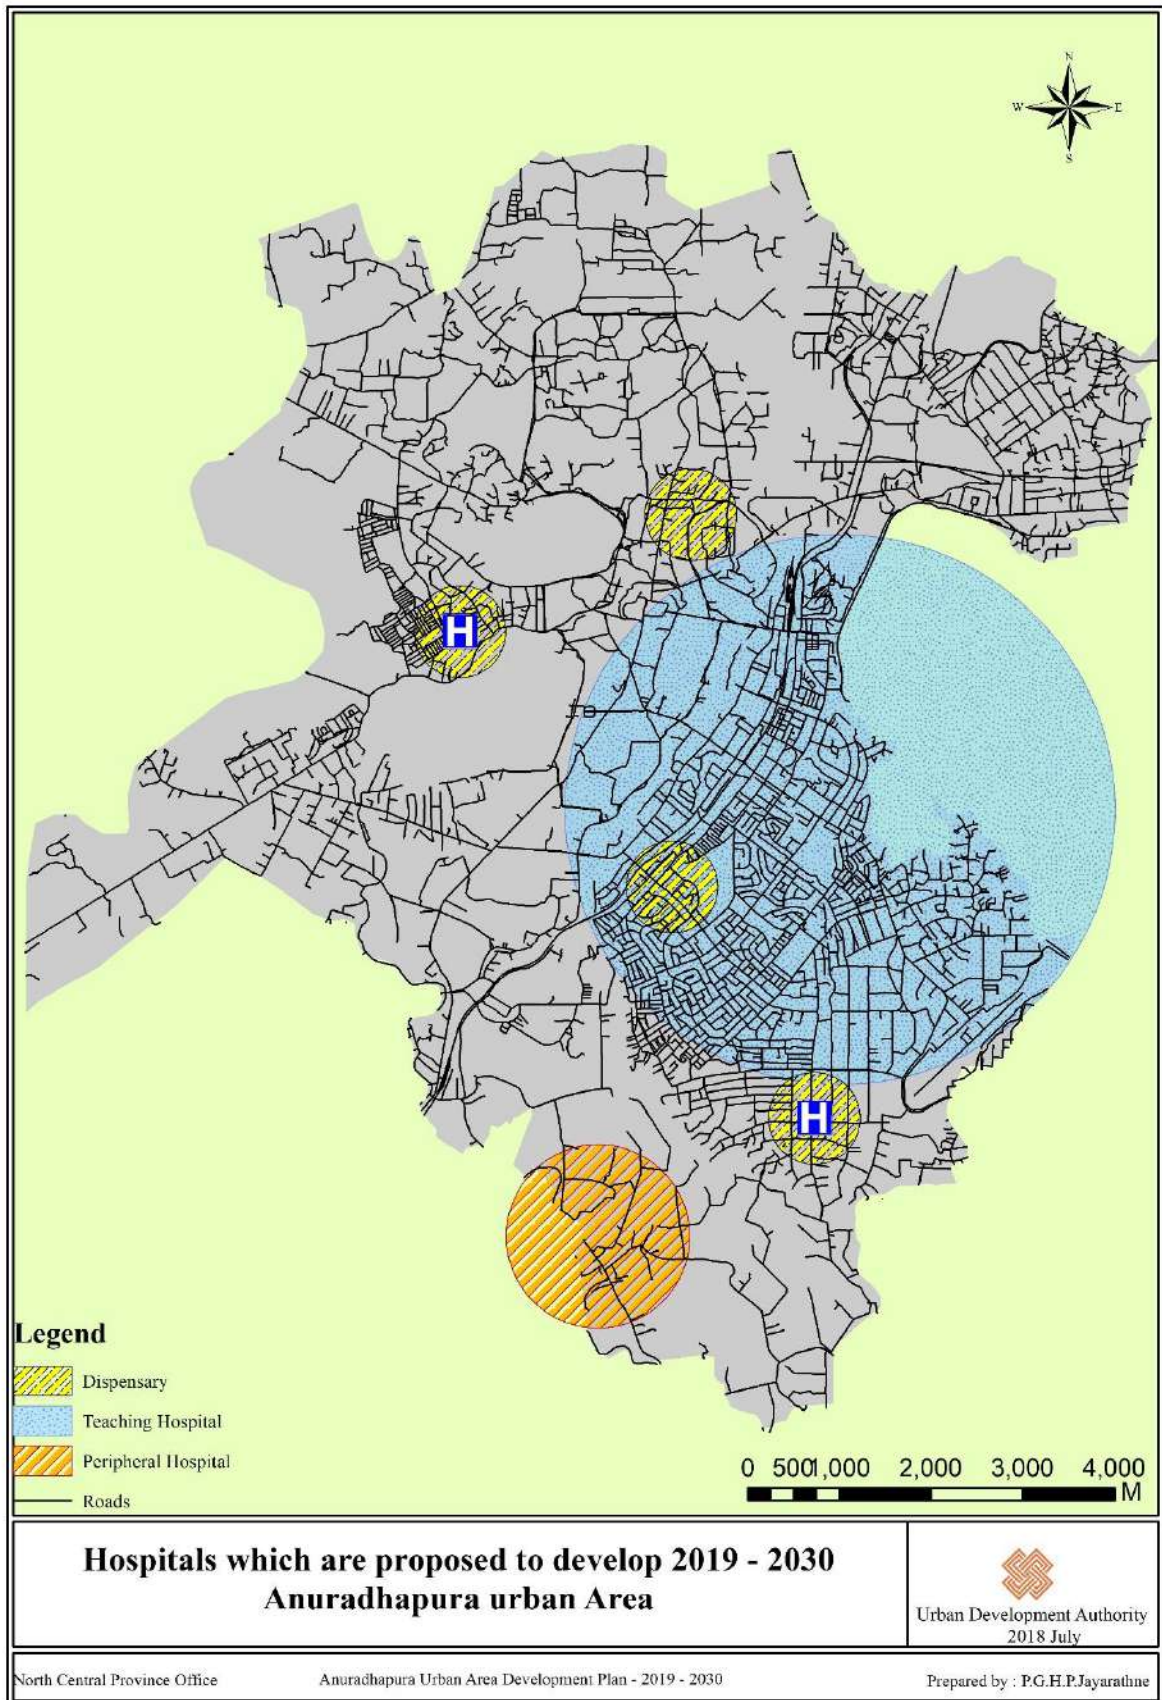 N
W E
S
H
H
Legend
Dispensary
Teaching Hospital
Peripheral Hospital
Roads
0 500 1,000 2,000 3,000 4,000
M
Hospitals which are proposed to develop 2019 - 2030
Anuradhapura urban Area
Urban Development Authority
2018 July
North Central Province Office
Anuradhapura Urban Area Development Plan - 2019 - 2030
Prepared by : P.G.H.P.Jayarathne